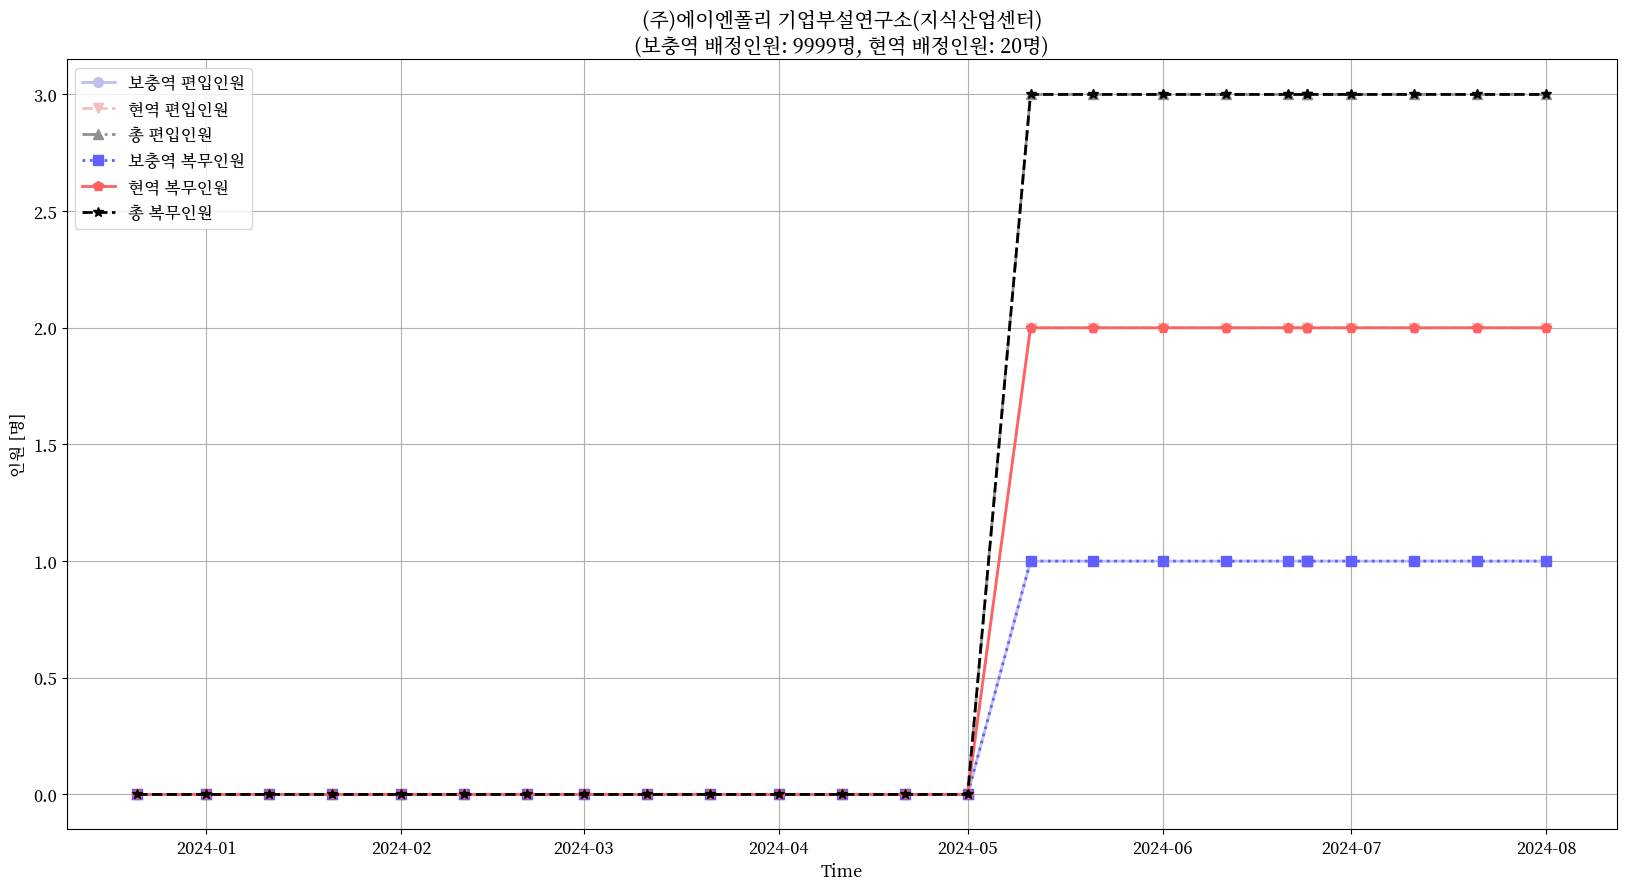 (주)에이엔폴리 기업부설연구소(지식산업센터)
(보충역 배정인원: 9999명, 현역 배정인원: 20명)
보충역 편입인원
현역 편입인원
총 편입인원
보충역 복무인원
현역 복무인원
총 복무인원
인원 [명]
3.0
2.5
2.0
1.5
1.0
0.5
0.0
2024-01 2024-02 2024-03 2024-04 2024-05 2024-06 2024-07 2024-08
Time